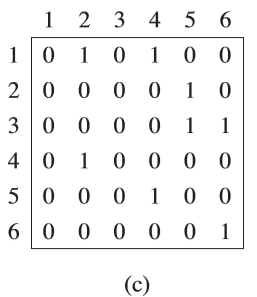 1 2 3 4 5 6
1 0 1 0 1 0 0
2 0 0 0 0 1 0
3 0 0 0 0 1 1
4 0 1 0 0 0 0
5 0 0 0 1 0 0
6 0 0 0 0 0 1
(c)